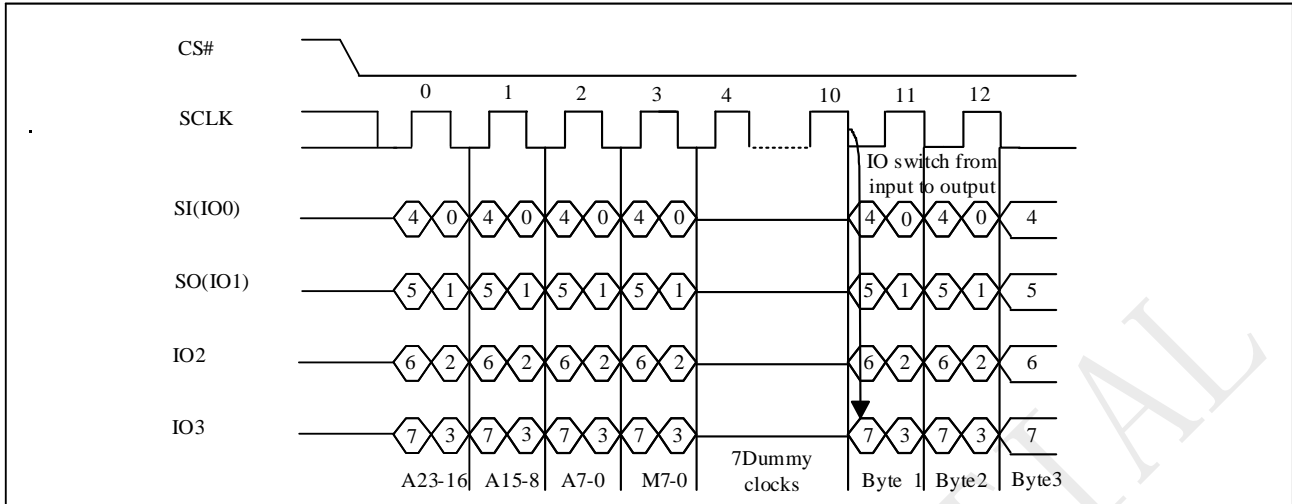 CS#
0 1 2 3 4 10 11 12
SCLK
IO switch from
input to output
SI(IO0)
4 0 4 0 4 0 4 0 4 0 4 0 4
SO(IO1)
5 1 5 1 5 1 5 1 5 1 5 1 5
IO2
6 2 6 2 6 2 6 2 6 2 6 2 6
IO3
7 3 7 3 7 3 7 3 7 3 7 3 7
A23-16 A15-8 A7-0 M7-0
7Dummy
clocks
Byte 1 Byte2 Byte3